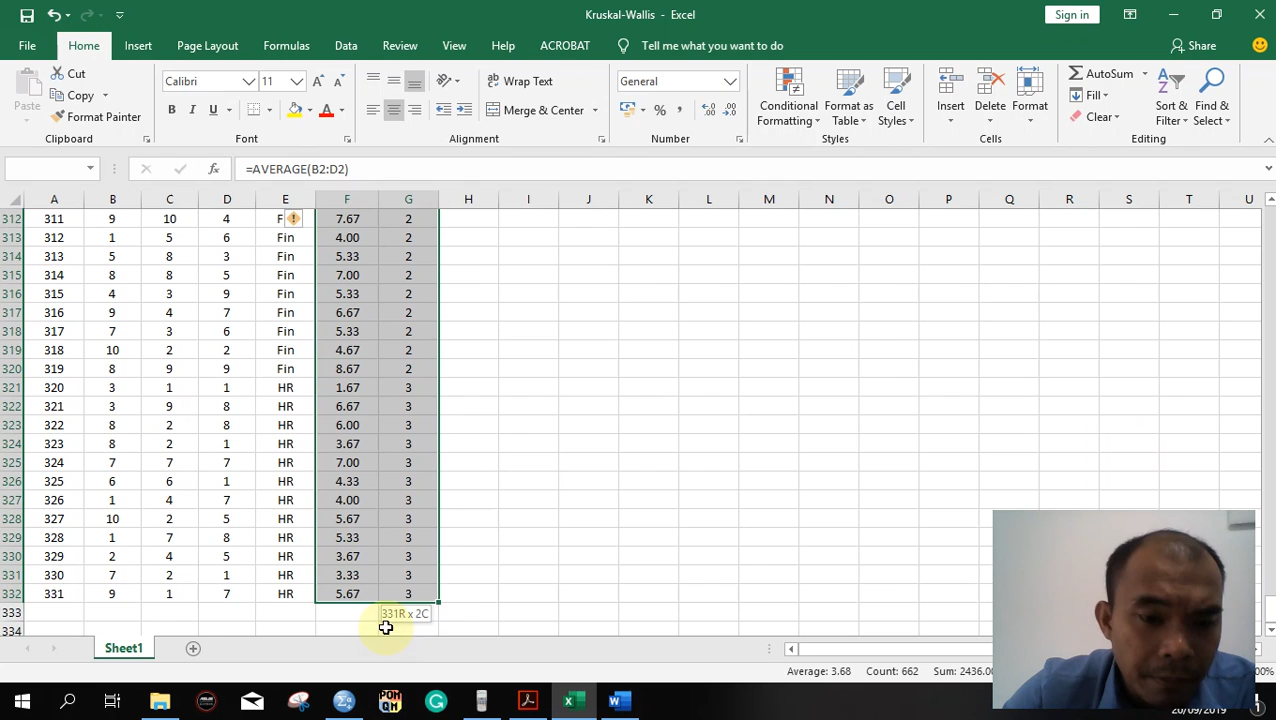 Kruskal-Wallis - Excel
Sign in
File Home Insert Page Layout Formulas Data Review View Help ACROBAT Tell me what you want to do Share
Paste Cut Copy Format Painter Clipboard
Calibri 11 B I U A Font
Wrap Text Merge & Center Alignment
General % , Number
Conditional Formatting Format as Table Cell Styles Styles
Insert Delete Format Cells
AutoSum Fill Clear Sort & Filter Find & Select Editing
fx =AVERAGE(B2:D2)
A B C D E F G H I J K L M N O P Q R S T U
312 311 9 10 4 F 7.67 2
313 312 1 5 6 Fin 4.00 2
314 313 5 8 3 Fin 5.33 2
315 314 8 8 5 Fin 7.00 2
316 315 4 3 9 Fin 5.33 2
317 316 9 4 7 Fin 6.67 2
318 317 7 3 6 Fin 5.33 2
319 318 10 2 2 Fin 4.67 2
320 319 8 9 9 Fin 8.67 2
321 320 3 1 1 HR 1.67 3
322 321 3 9 8 HR 6.67 3
323 322 8 2 8 HR 6.00 3
324 323 8 2 1 HR 3.67 3
325 324 7 7 7 HR 7.00 3
326 325 6 6 1 HR 4.33 3
327 326 1 4 7 HR 4.00 3
328 327 10 2 5 HR 5.67 3
329 328 1 7 8 HR 5.33 3
330 329 2 4 5 HR 3.67 3
331 330 7 2 1 HR 3.33 3
332 331 9 1 7 HR 5.67 3
333 331R x 2C
334
Sheet1
Average: 3.68 Count: 662 Sum: 2436.00
20/09/2019